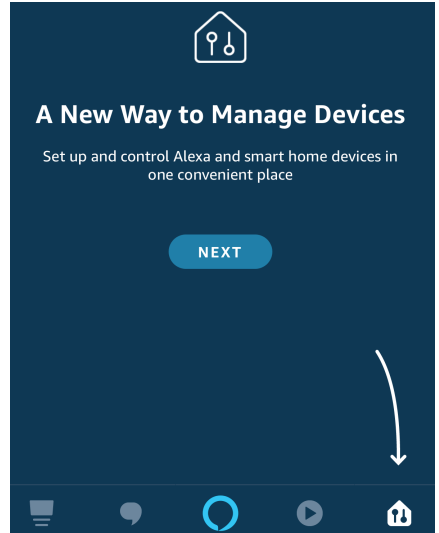 A New Way to Manage Devices
Set up and control Alexa and smart home devices in
one convenient place
NEXT